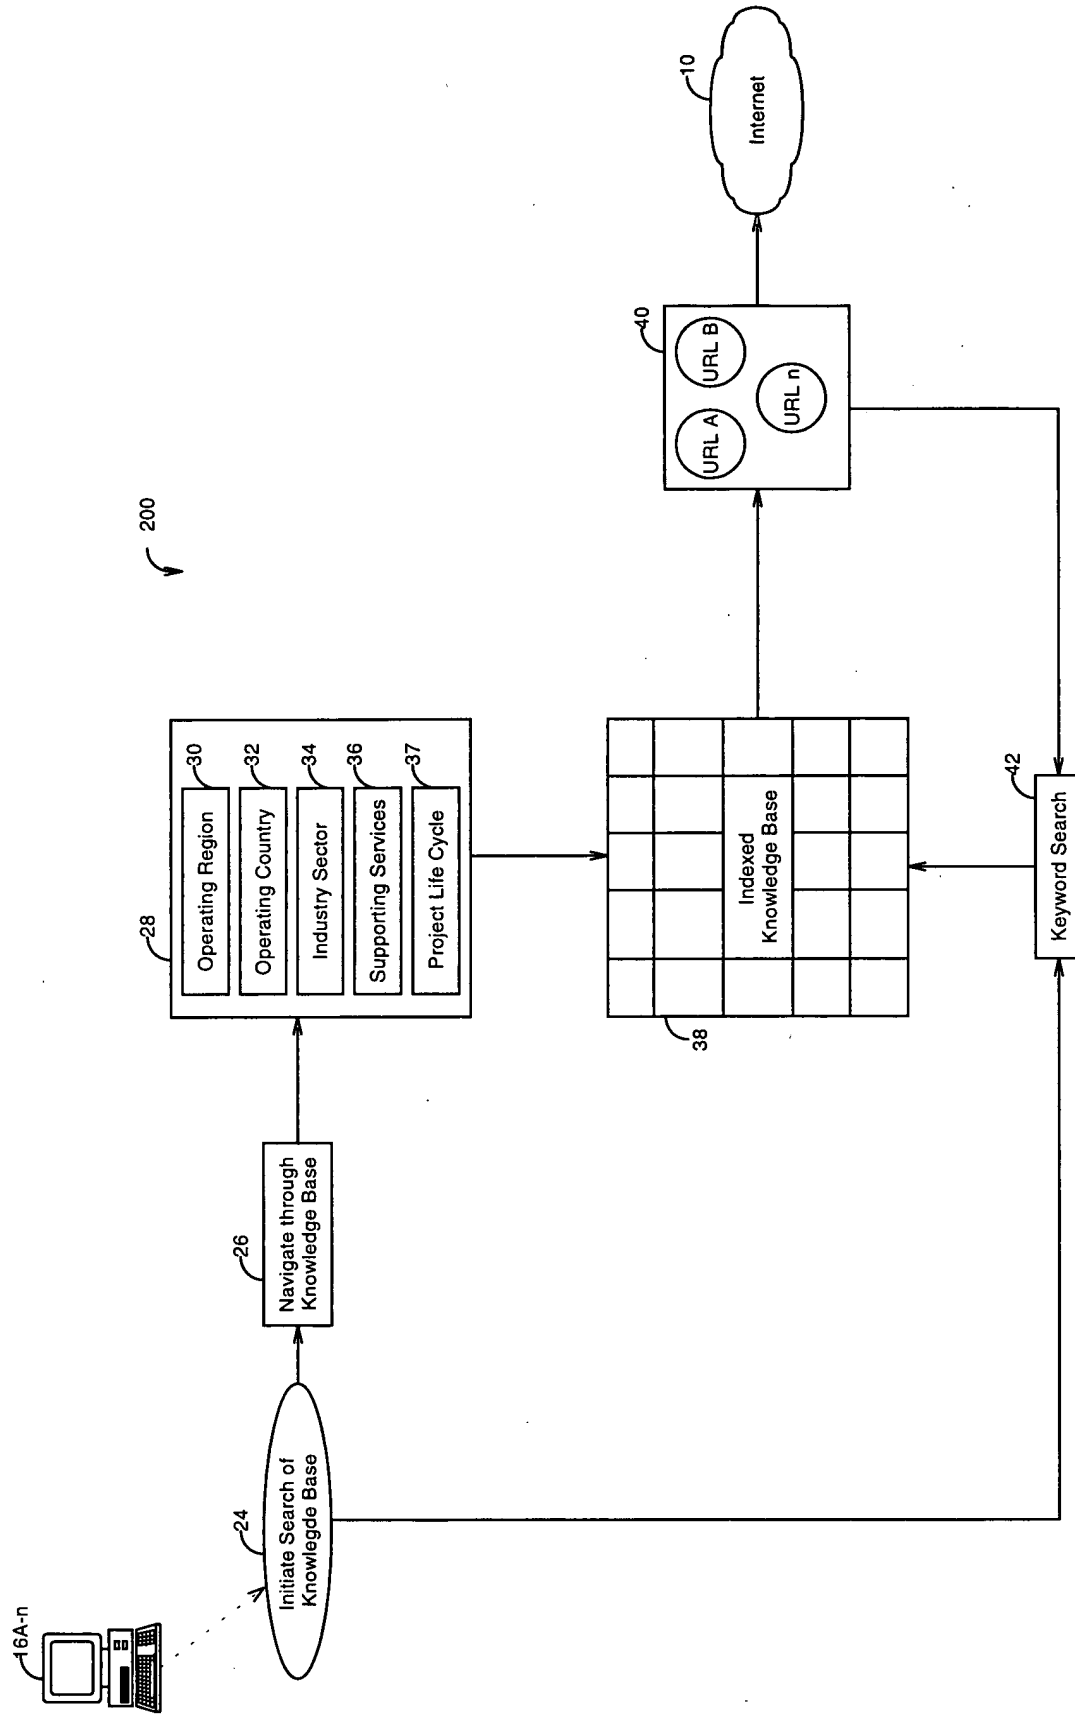 16A-n
24
Initiate Search of
Knowlegde Base
26
Navigate through
Knowledge Base
200
28
Operating Region
30
Operating Country
32
Industry Sector
34
Supporting Services
36
Project Life Cycle
37
38
Indexed
Knowledge Base
40
URL A
URL B
URL n
10
Internet
42
Keyword Search